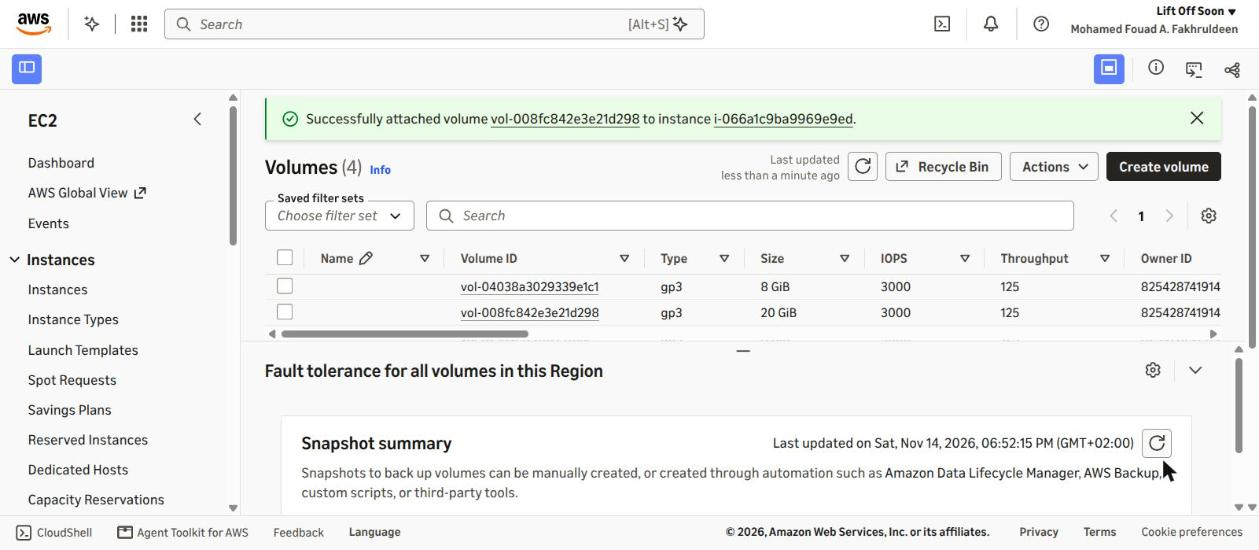 aws
Search [Alt+S]
Lift Off Soon
Mohamed Fouad A. Fakhruldeen
EC2
Dashboard
AWS Global View
Events
Instances
Instances
Instance Types
Launch Templates
Spot Requests
Savings Plans
Reserved Instances
Dedicated Hosts
Capacity Reservations
Successfully attached volume vol-008fc842e3e21d298 to instance i-066a1c9ba9969e9ed.
Volumes (4) Info
Last updated
less than a minute ago
Recycle Bin
Actions
Create volume
Saved filter sets
Choose filter set
Search
1
Name Volume ID Type Size IOPS Throughput Owner ID
vol-04038a3029339e1c1 gp3 8 GiB 3000 125 825428741914
vol-008fc842e3e21d298 gp3 20 GiB 3000 125 825428741914
Fault tolerance for all volumes in this Region
Snapshot summary
Last updated on Sat, Nov 14, 2026, 06:52:15 PM (GMT+02:00)
Snapshots to back up volumes can be manually created, or created through automation such as Amazon Data Lifecycle Manager, AWS Backup,
custom scripts, or third-party tools.
CloudShell Agent Toolkit for AWS Feedback Language © 2026, Amazon Web Services, Inc. or its affiliates. Privacy Terms Cookie preferences